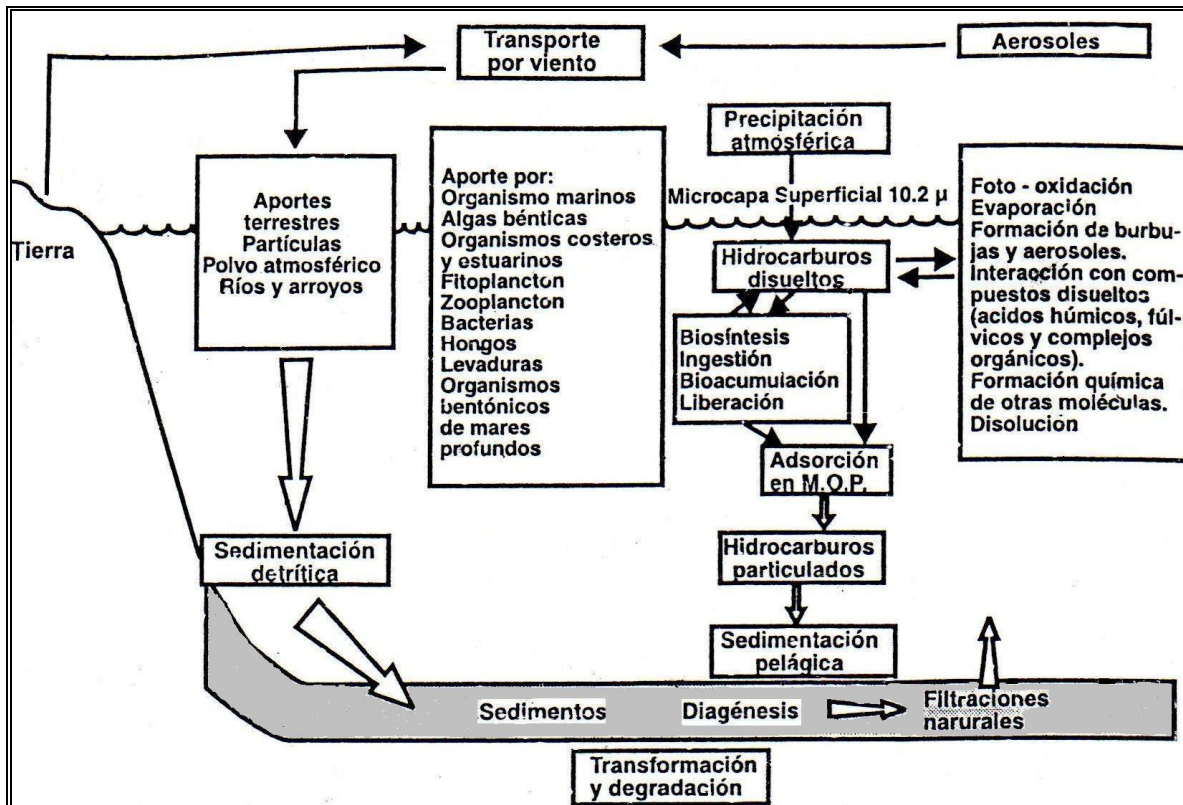 Transporte
por viento
Aerosoles
Precipitación
atmosférica
Aportes
terrestres
Partículas
Polvo atmosférico
Ríos y arroyos
Aporte por:
Organismo marinos
Algas bénticas
Organismos costeros
y estuarinos
Fitoplancton
Zooplancton
Bacterias
Hongos
Levaduras
Organismos
bentónicos
de mares
profundos
Microcapa Superficial 10.2 µ
Foto - oxidación
Evaporación
Formación de burbu-
jas y aerosoles.
Interacción con com-
puestos disueltos
(acidos húmicos, fúl-
vicos y complejos
orgánicos).
Formación química
de otras moléculas.
Disolución
Tierra
Hidrocarburos
disueltos
Biosíntesis
Ingestión
Bioacumulación
Liberación
Adsorción
en M.O.P.
Sedimentación
detrítica
Hidrocarburos
particulados
Sedimentación
pelágica
Sedimentos
Diagénesis
Filtraciones
narurales
Transformación
y degradación